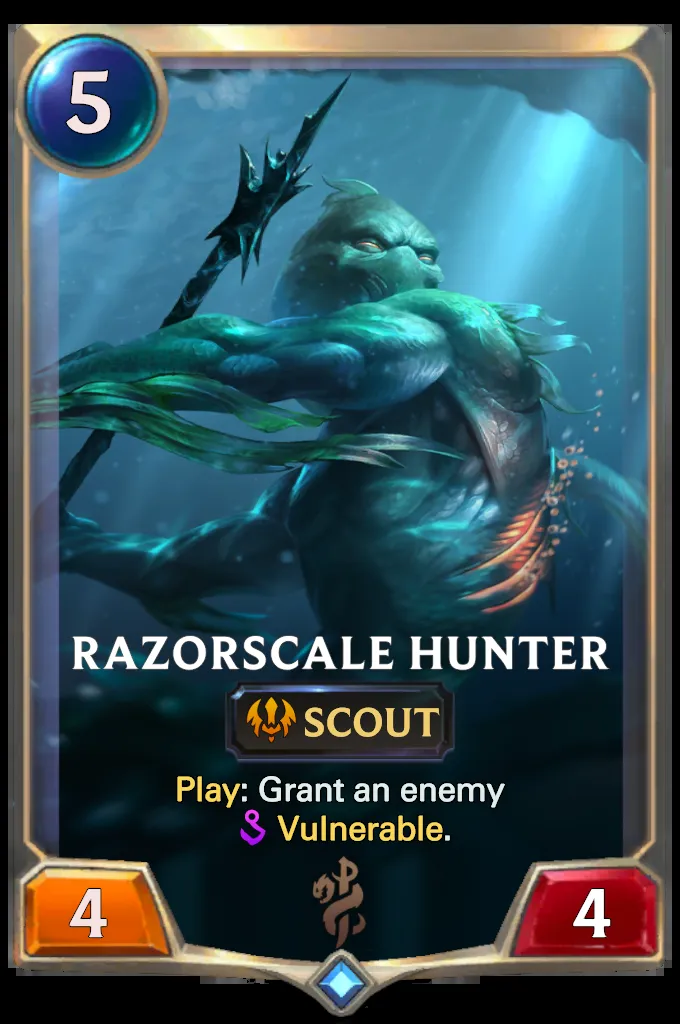 5
RAZORSCALE HUNTER
SCOUT
Play: Grant an enemy
Vulnerable.
4
4